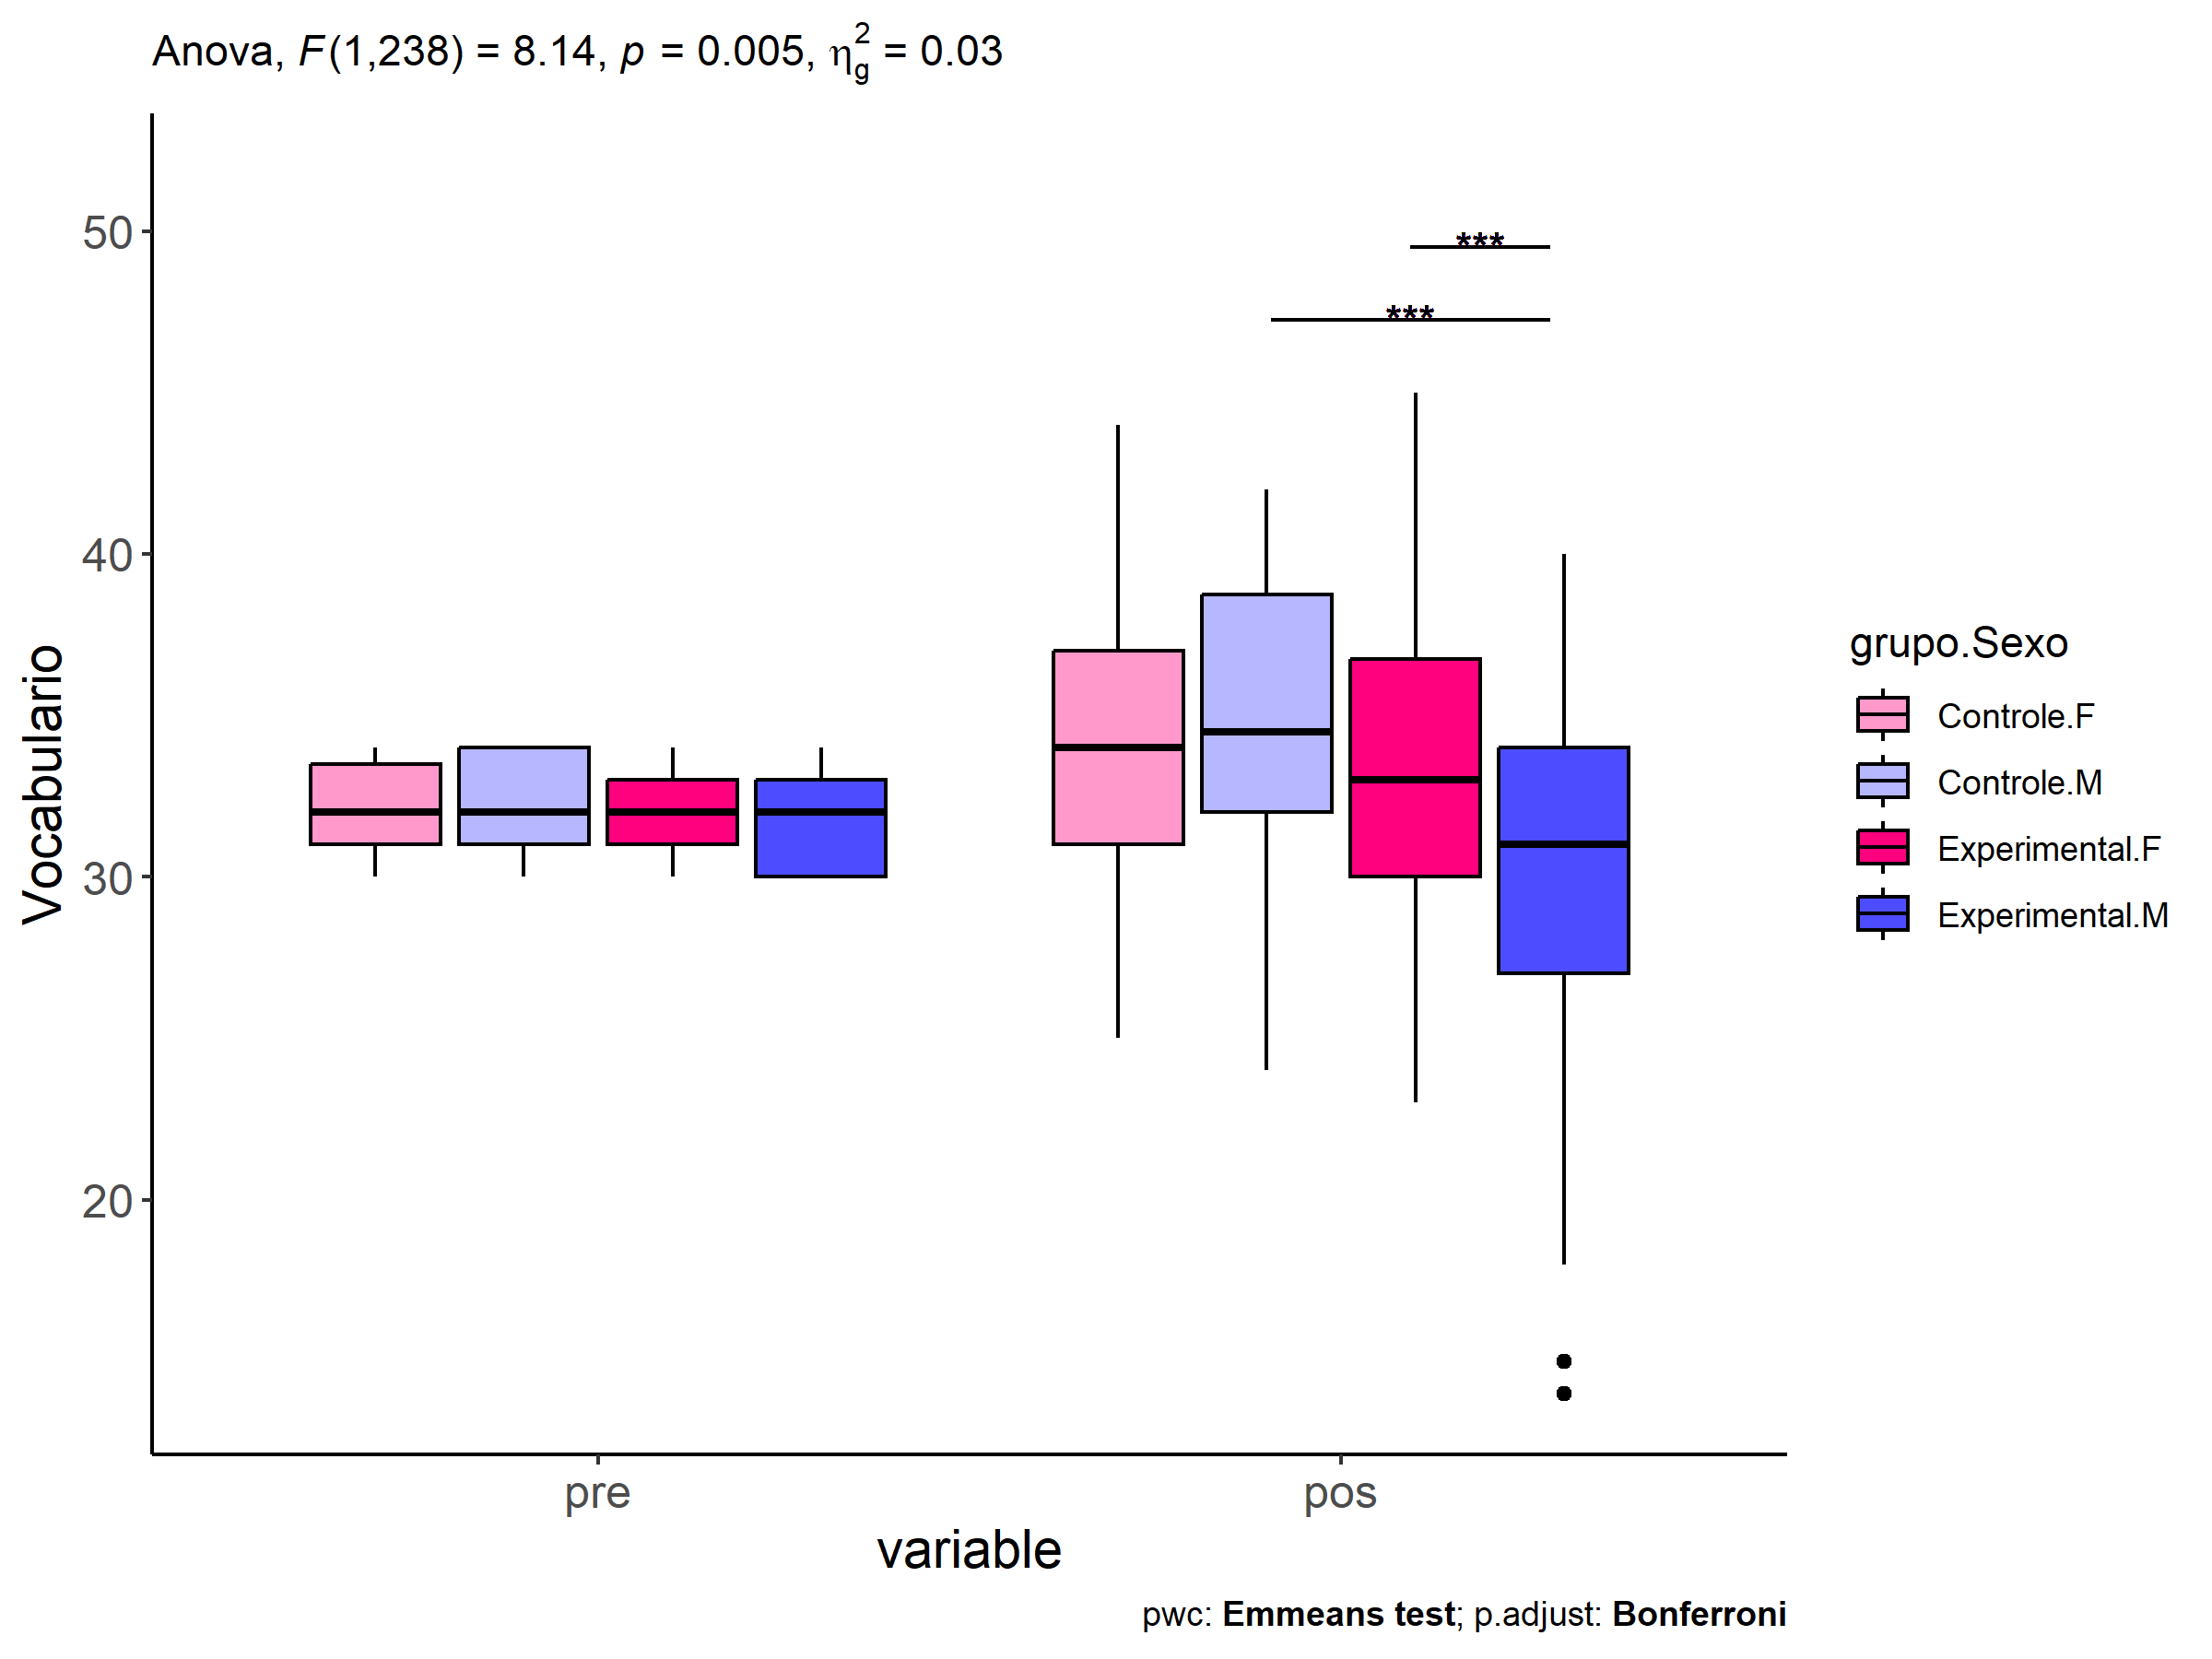 Anova, F(1,238) = 8.14, p = 0.005, η²g = 0.03
50
***
***
40
30
20
Vocabulario
pre
pos
variable
grupo.Sexo
Controle.F
Controle.M
Experimental.F
Experimental.M
pwc: Emmeans test; p.adjust: Bonferroni